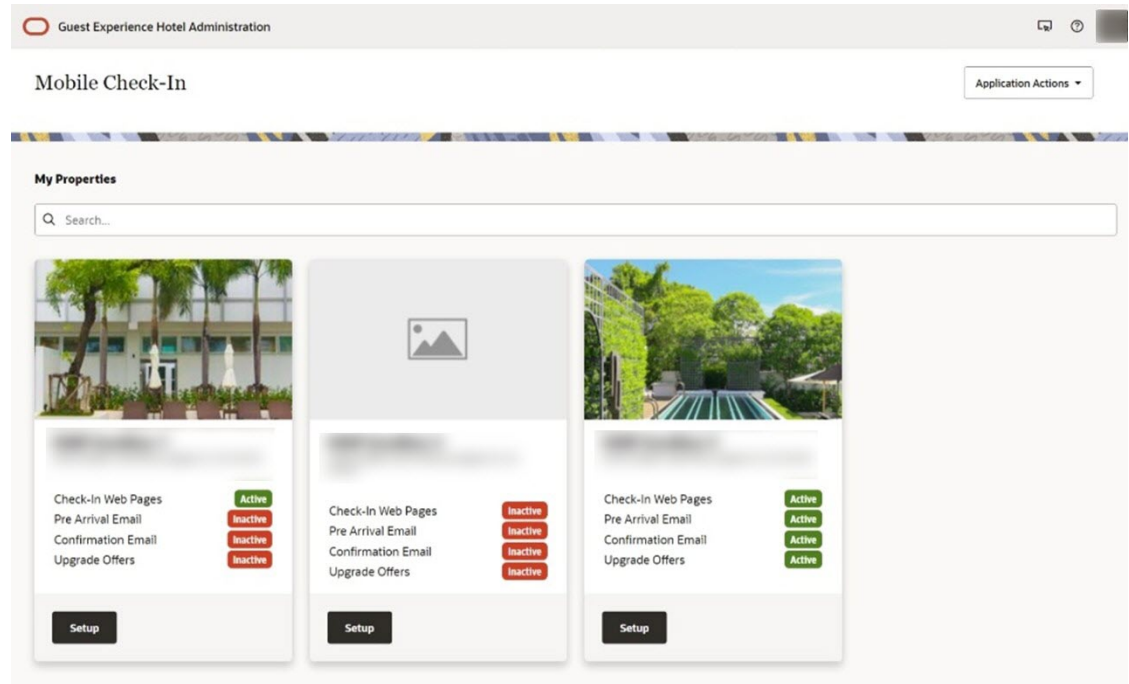 Guest Experience Hotel Administration
Mobile Check-In
Application Actions
My Properties
Search...
Check-In Web Pages Active
Pre Arrival Email Inactive
Confirmation Email Inactive
Upgrade Offers Inactive
Setup
Check-In Web Pages Inactive
Pre Arrival Email Inactive
Confirmation Email Inactive
Upgrade Offers Inactive
Setup
Check-In Web Pages Active
Pre Arrival Email Active
Confirmation Email Active
Upgrade Offers Active
Setup